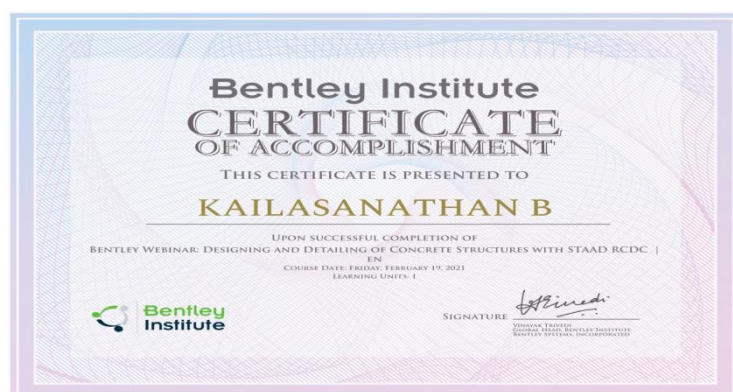 Bentley Institute
CERTIFICATE
OF ACCOMPLISHMENT
THIS CERTIFICATE IS PRESENTED TO
KAILASANATHAN B
UPON SUCCESSFUL COMPLETION OF
BENTLEY WEBINAR: DESIGNING AND DETAILING OF CONCRETE STRUCTURES WITH STAAD RCDC |
EN
COURSE DATE: FRIDAY, FEBRUARY 19, 2021
LEARNING UNITS: 1
Bentley
Institute
SIGNATURE
VINAYAK TRIVEDI
GLOBAL HEAD, BENTLEY INSTITUTE
BENTLEY SYSTEMS, INCORPORATED